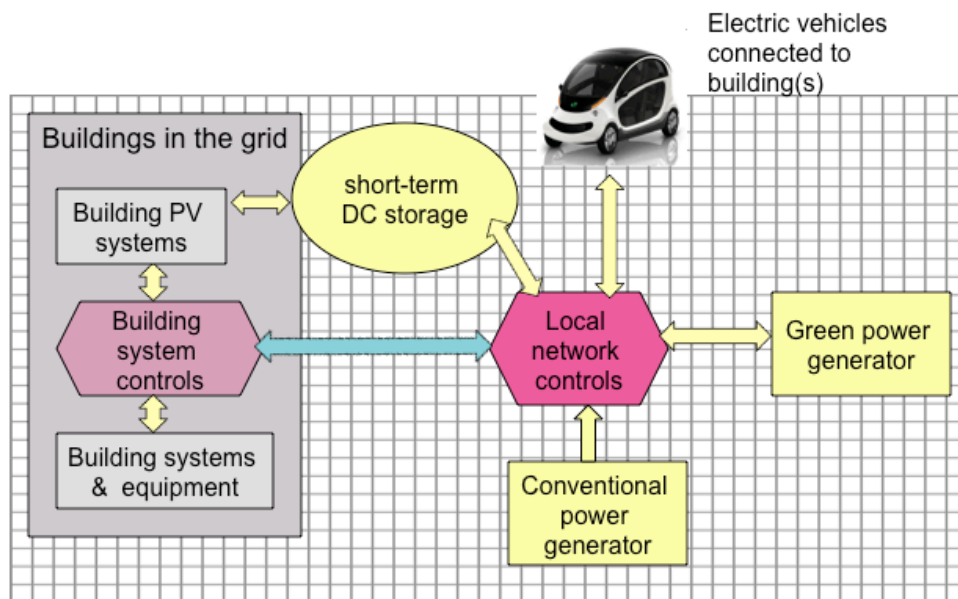 Electric vehicles
connected to
building(s)
Buildings in the grid
short-term
DC storage
Building PV
systems
Building
system
controls
Local
network
controls
Green power
generator
Building systems
& equipment
Conventional
power
generator